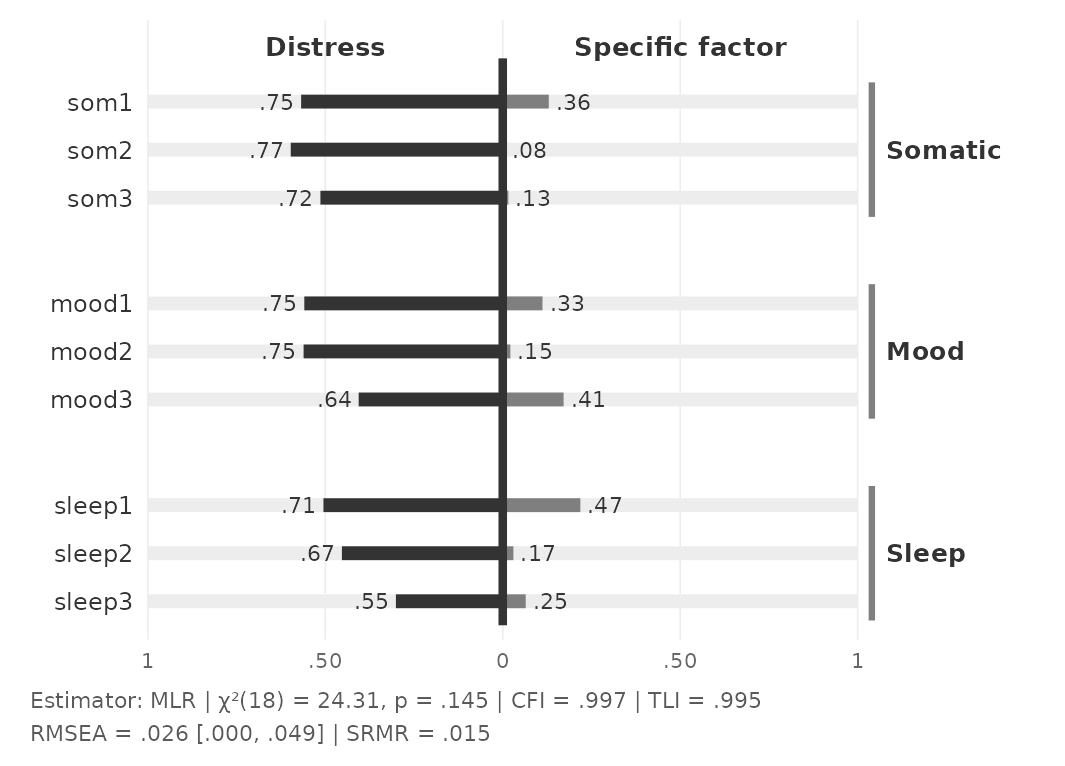 Distress Specific factor
som1 .75 .36
som2 .77 .08 Somatic
som3 .72 .13
mood1 .75 .33
mood2 .75 .15 Mood
mood3 .64 .41
sleep1 .71 .47
sleep2 .67 .17 Sleep
sleep3 .55 .25
1 .50 0 .50 1
Estimator: MLR | χ²(18) = 24.31, p = .145 | CFI = .997 | TLI = .995
RMSEA = .026 [.000, .049] | SRMR = .015